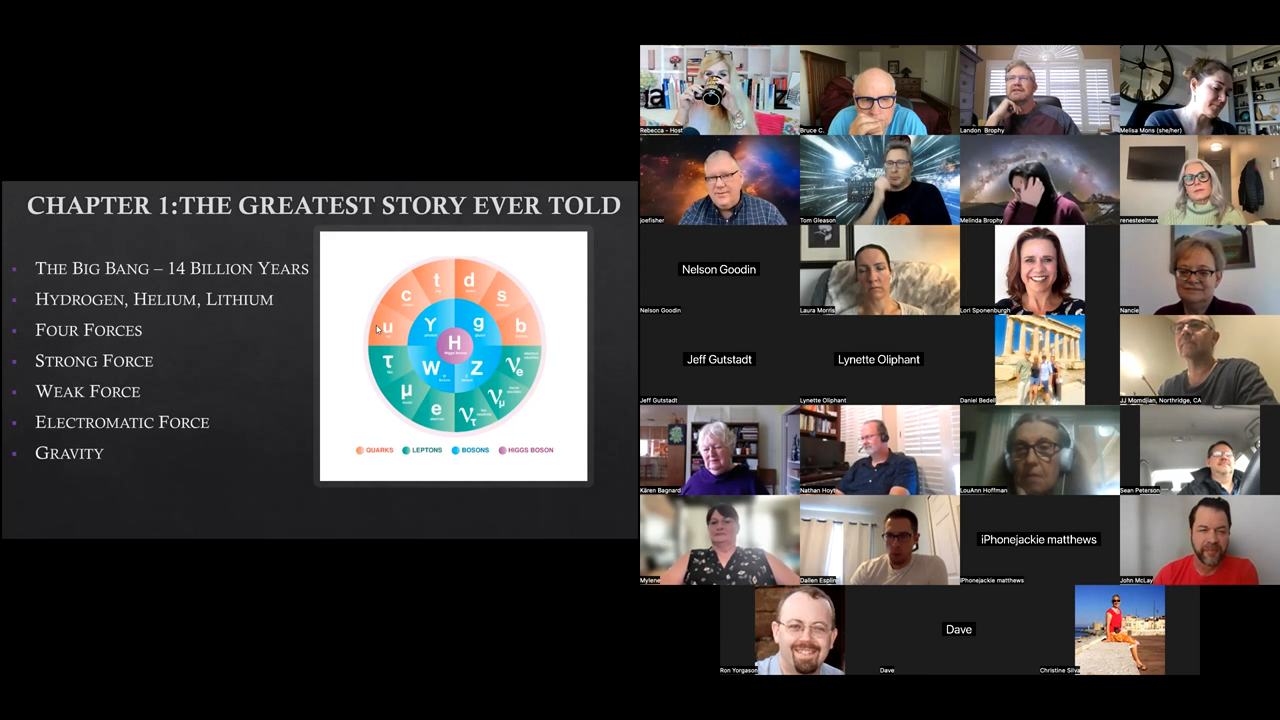 CHAPTER 1:THE GREATEST STORY EVER TOLD
THE BIG BANG – 14 BILLION YEARS
HYDROGEN, HELIUM, LITHIUM
FOUR FORCES
STRONG FORCE
WEAK FORCE
ELECTROMATIC FORCE
GRAVITY
t d
c s
u b
γ g
H
Higgs boson
W Z
τ νe
μ νμ
e ντ
QUARKS LEPTONS BOSONS HIGGS BOSON
Rebecca - Host
Bruce C.
Landon Brophy
Melisa Mons (she/her)
joefisher
Tom Gleason
Melinda Brophy
renesteelman
Nelson Goodin
Nelson Goodin
Laura Morris
Lori Sponenburgh
Nancie
Jeff Gutstadt
Jeff Gutstadt
Lynette Oliphant
Lynette Oliphant
Daniel Bedell
JJ Momdjian, Northridge, CA
Kären Bagnard
Nathan Hoyt
LouAnn Hoffman
Sean Peterson
Mylene
Dallen Esplin
iPhonejackie matthews
iPhonejackie matthews
John McLay
Ron Yorgason
Dave
Dave
Christine Silva